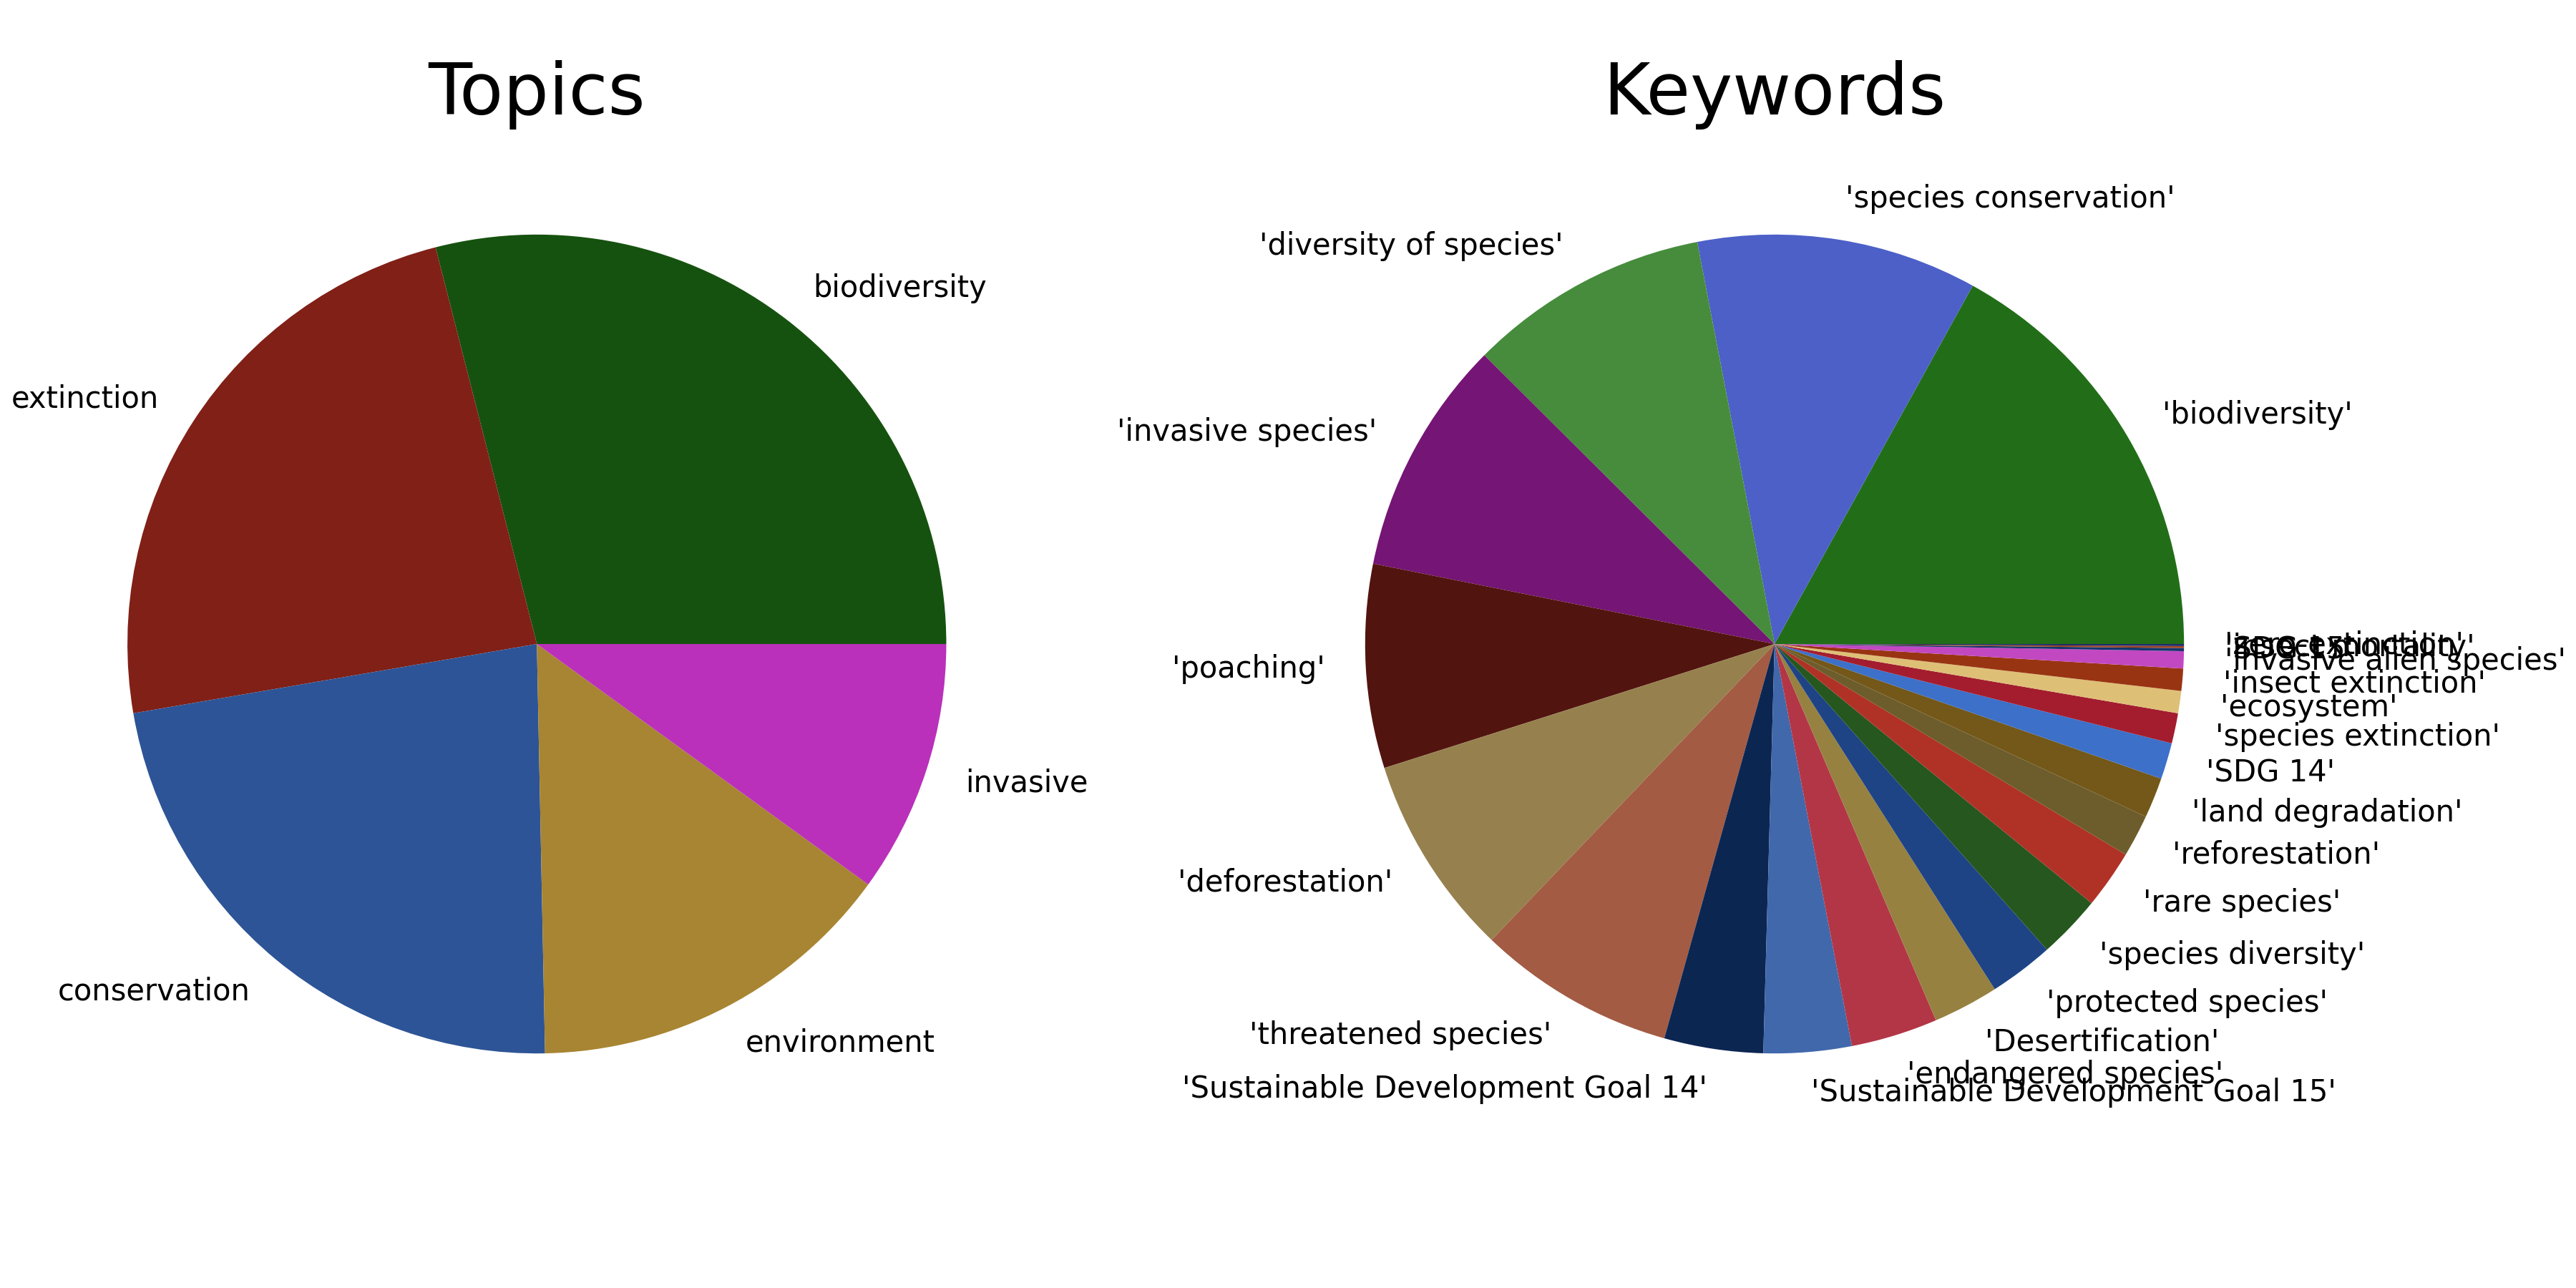 Topics
biodiversity
extinction
conservation
environment
invasive
Keywords
'biodiversity'
'species conservation'
'diversity of species'
'invasive species'
'poaching'
'deforestation'
'threatened species'
'Sustainable Development Goal 14'
'Sustainable Development Goal 15'
'endangered species'
'Desertification'
'protected species'
'species diversity'
'rare species'
'reforestation'
'land degradation'
'SDG 14'
'species extinction'
'ecosystem'
'insect extinction'
'invasive alien species'
'SDG 15'